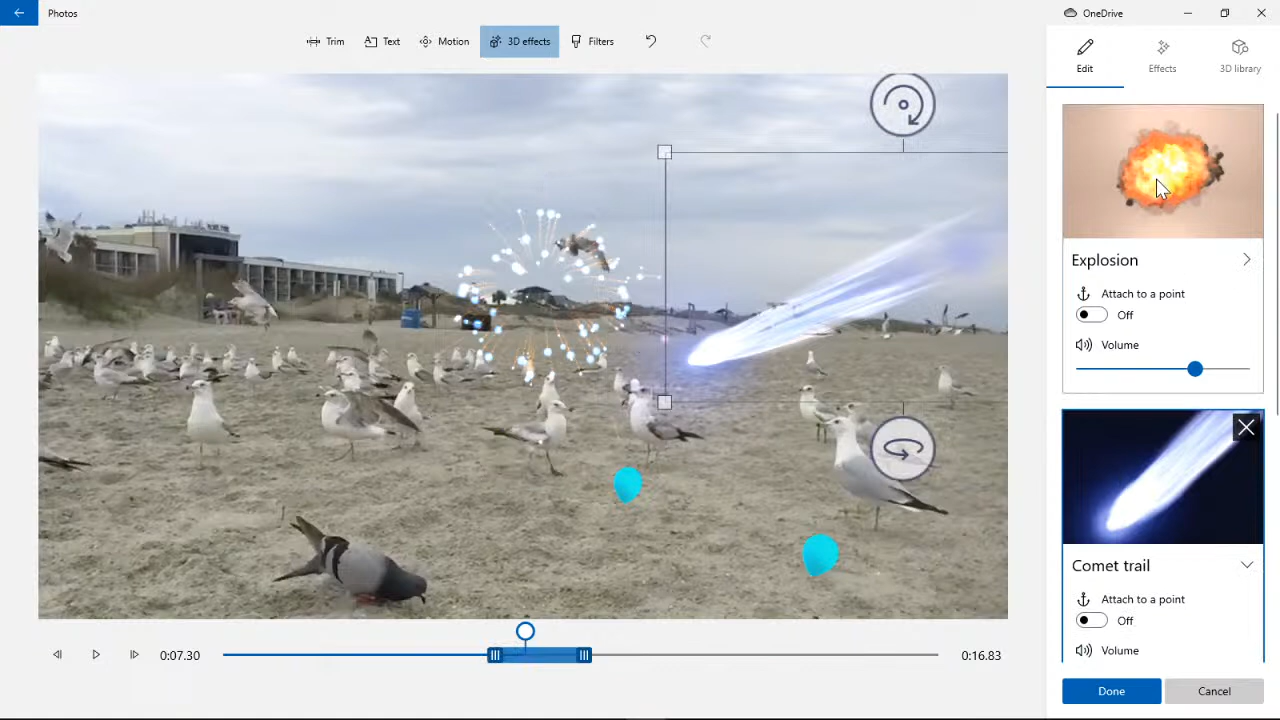 Photos
OneDrive
Trim
Text
Motion
3D effects
Filters
Edit
Effects
3D library
Explosion
Attach to a point
Off
Volume
Comet trail
Attach to a point
Off
Volume
0:07.30
0:16.83
Done
Cancel